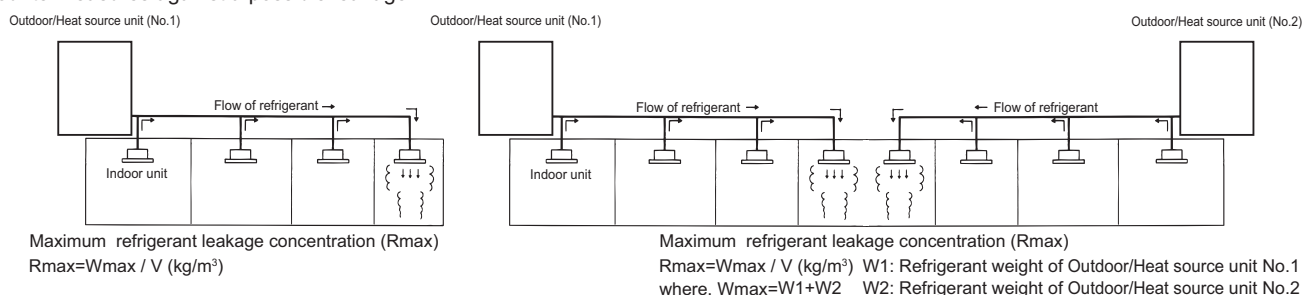 Outdoor/Heat source unit (No.1)
Flow of refrigerant →
Indoor unit
Maximum refrigerant leakage concentration (Rmax)
Rmax=Wmax / V (kg/m³)
Outdoor/Heat source unit (No.1)
Outdoor/Heat source unit (No.2)
Flow of refrigerant →
← Flow of refrigerant
Indoor unit
Maximum refrigerant leakage concentration (Rmax)
Rmax=Wmax / V (kg/m³) W1: Refrigerant weight of Outdoor/Heat source unit No.1
where, Wmax=W1+W2 W2: Refrigerant weight of Outdoor/Heat source unit No.2